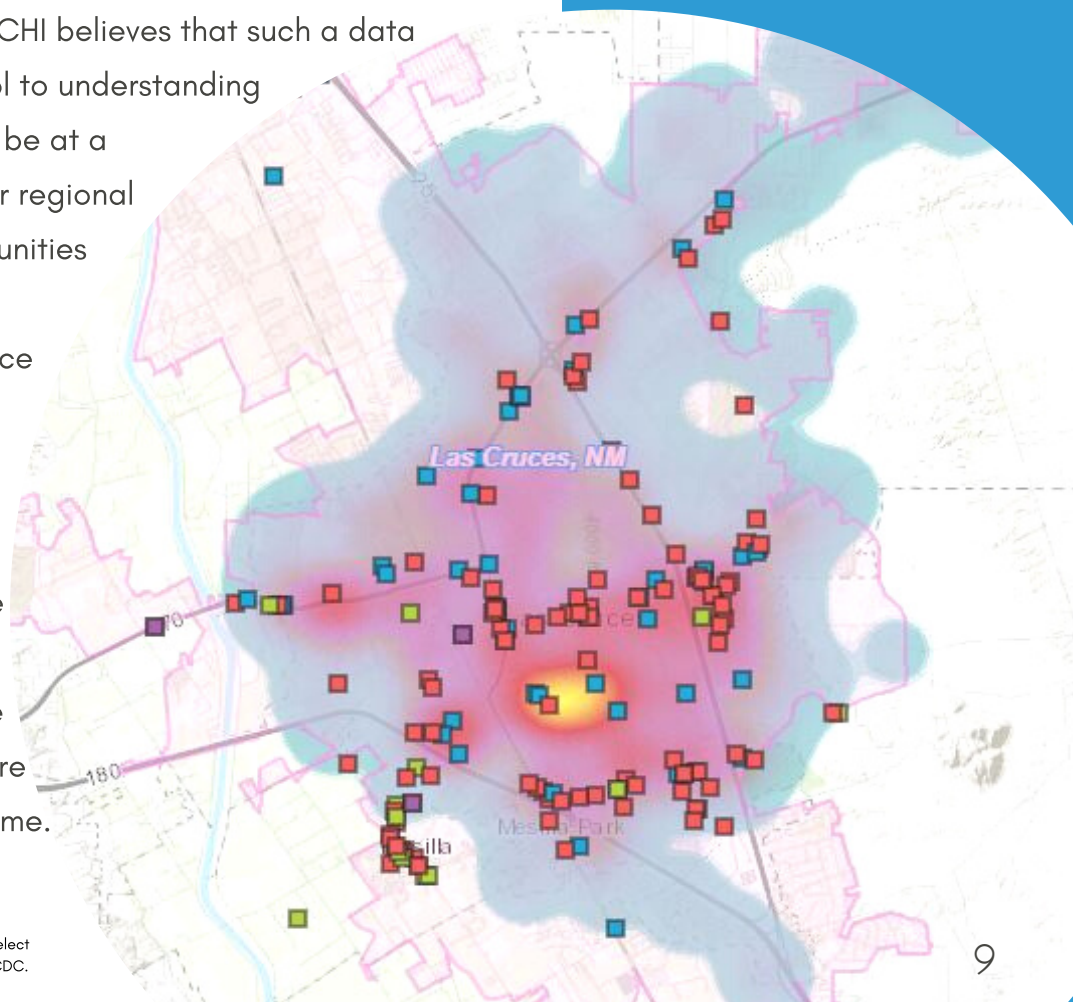 CHI believes that such a data
l to understanding
be at a
r regional
unities
ce
Las Cruces, NM
e
70
e
180
re
me.
Mesilla Park
silla
elect
CDC.
9